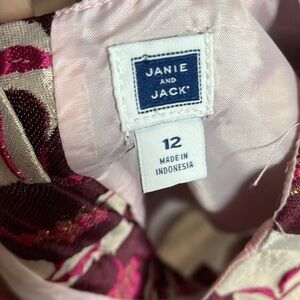 JANIE
AND
JACK®
12
MADE IN
INDONESIA